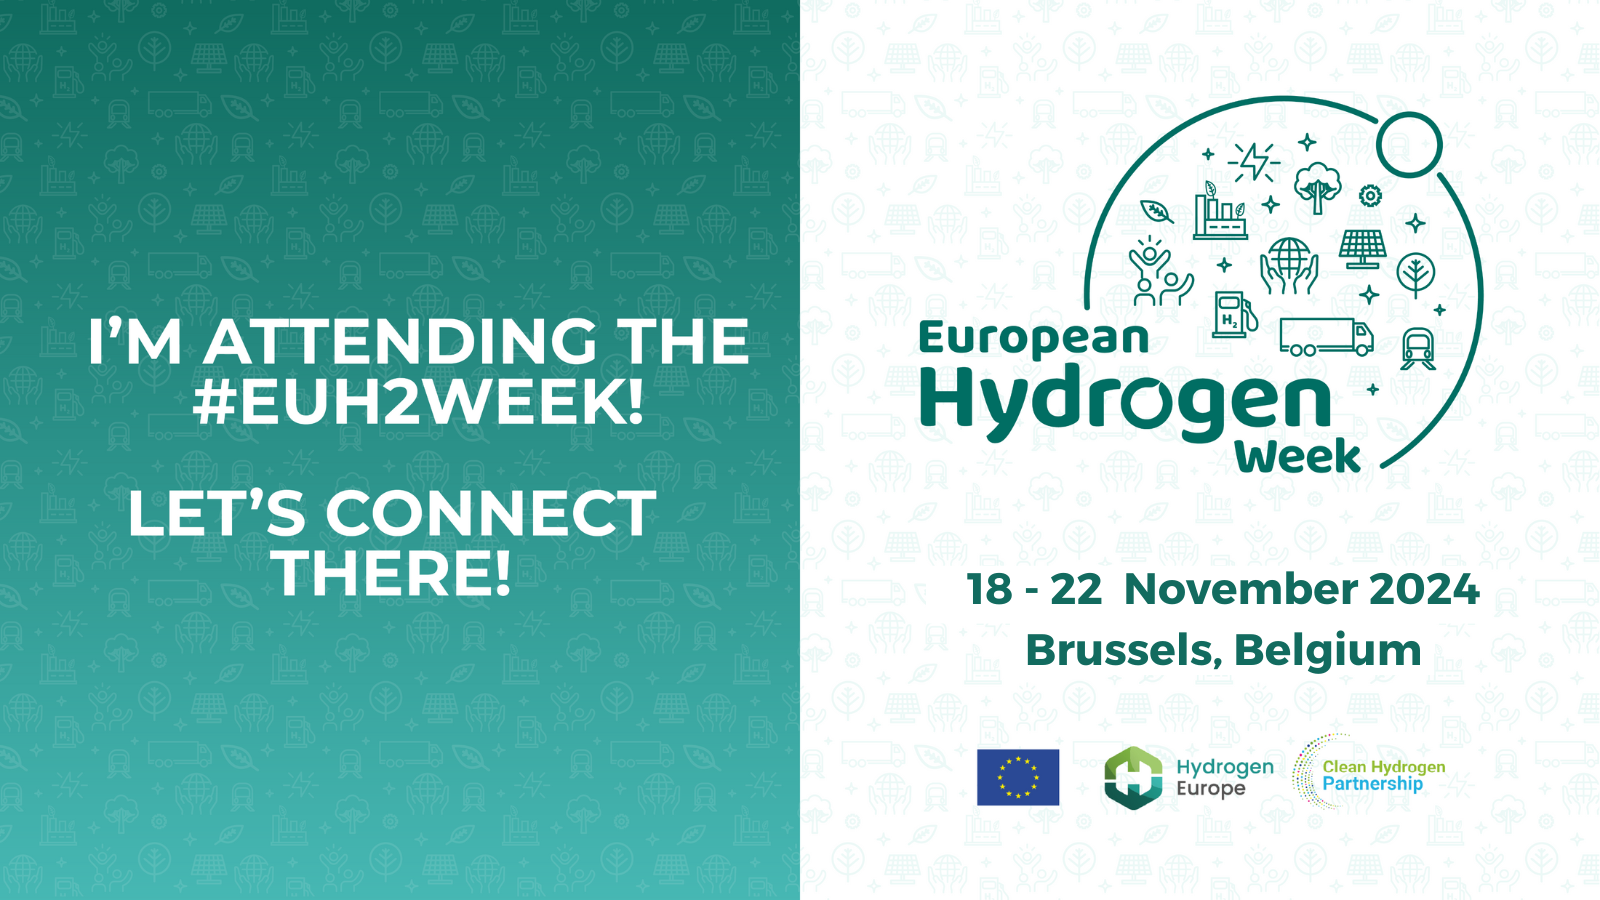 I’M ATTENDING THE
#EUH2WEEK!
LET’S CONNECT
THERE!
European
Hydrogen
Week
H2
18 - 22 November 2024
Brussels, Belgium
Hydrogen
Europe
Clean Hydrogen
Partnership